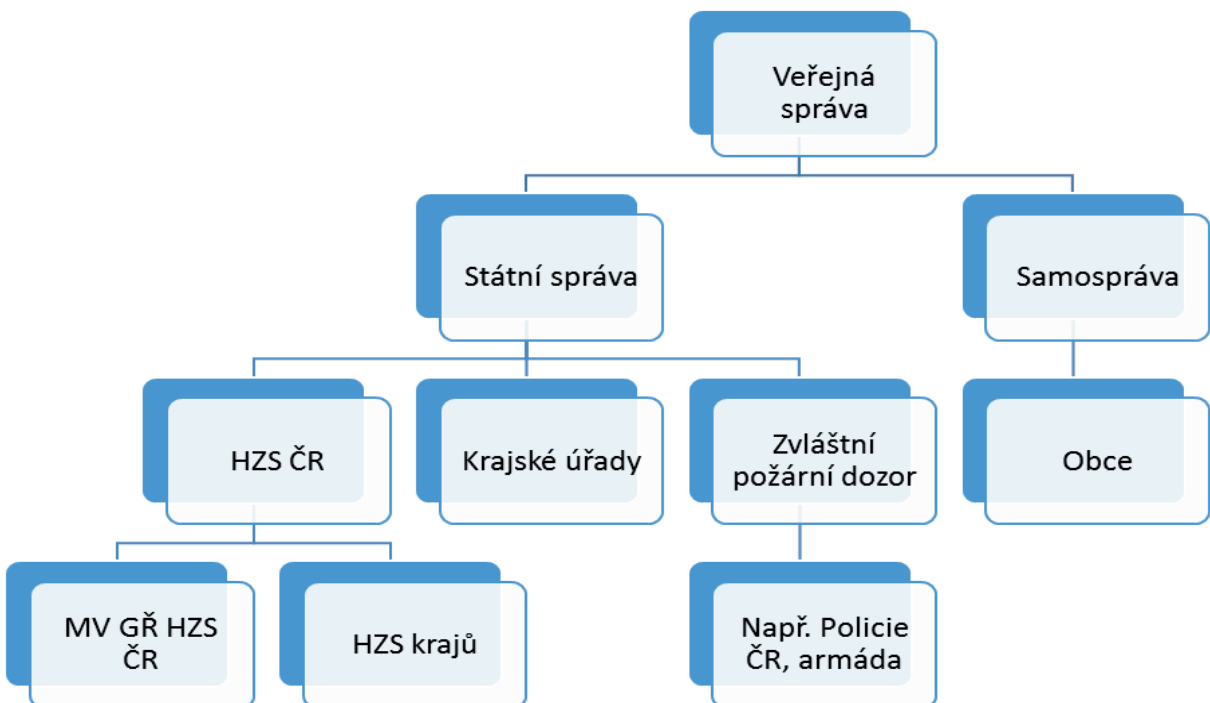 Veřejná
správa
Státní správa
Samospráva
HZS ČR
Krajské úřady
Zvláštní
požární dozor
Obce
MV GŘ HZS
ČR
HZS krajů
Např. Policie
ČR, armáda